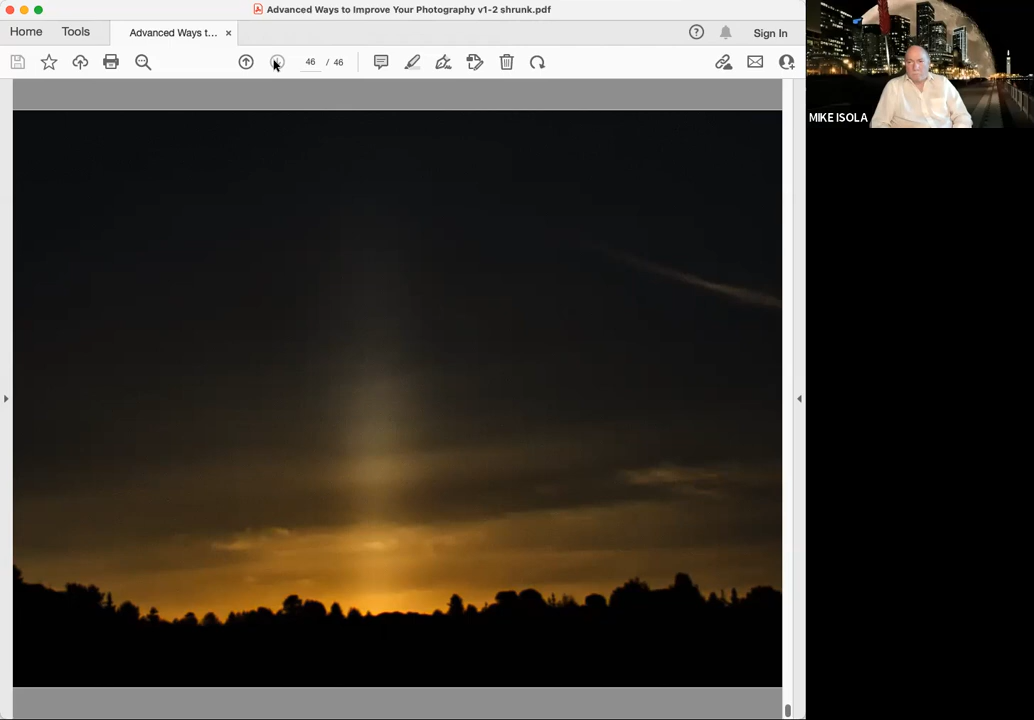 Advanced Ways to Improve Your Photography v1-2 shrunk.pdf
Home
Tools
Advanced Ways t...
Sign In
46 / 46
MIKE ISOLA